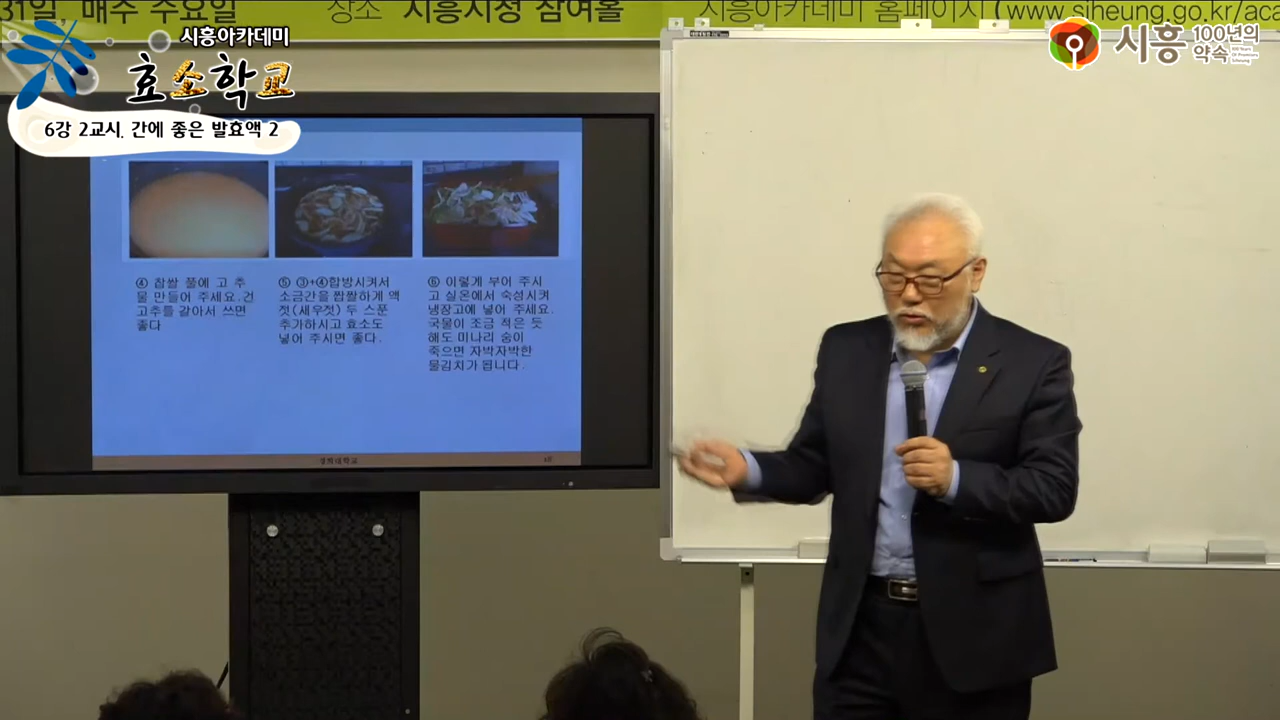 31일, 매주 수요일 장소 시흥시청 참여홀 시흥아카데미 홈페이지(www.siheung.go.kr/aca
시흥아카데미
효소학교
6강 2교시. 간에 좋은 발효액 2
시흥
100년의
약속
④ 찹쌀 풀에 고 추
물 만들어 주세요.건
고추를 갈아서 쓰면
좋다
⑤ ③+④합방시켜서
소금간을 짭짤하게 액
젓(새우젓) 두 스푼
추가하시고 효소도
넣어 주시면 좋다.
⑥ 이렇게 부어 주시
고 실온에서 숙성시켜
냉장고에 넣어 주세요.
국물이 조금 적은 듯
해도 미나리 숨이
죽으면 자박자박한
물김치가 됩니다.